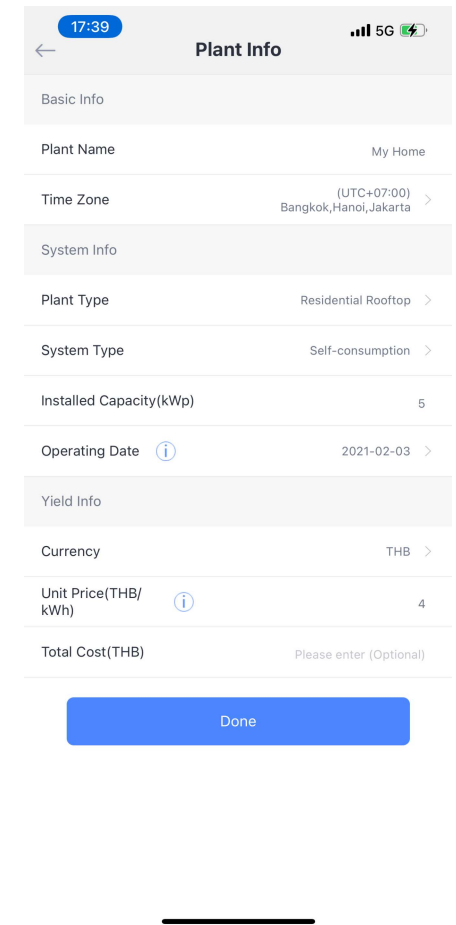 17:39
5G
Plant Info
Basic Info
Plant Name
My Home
Time Zone
(UTC+07:00)
Bangkok,Hanoi,Jakarta
System Info
Plant Type
Residential Rooftop
System Type
Self-consumption
Installed Capacity(kWp)
5
Operating Date
2021-02-03
Yield Info
Currency
THB
Unit Price(THB/
kWh)
4
Total Cost(THB)
Please enter (Optional)
Done